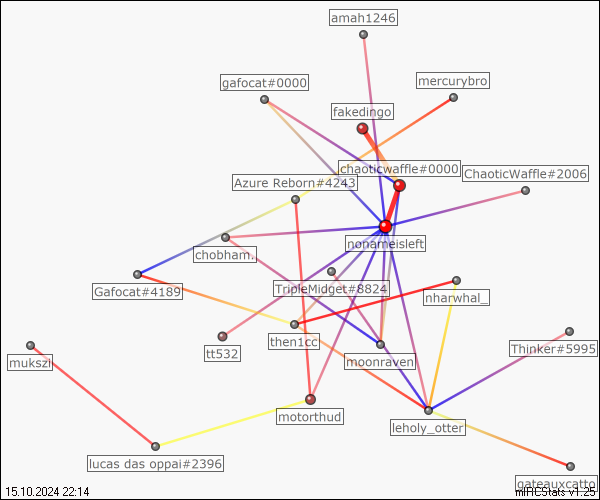 amah1246
gafocat#0000
mercurybro
fakedingo
chaoticwaffle#0000
ChaoticWaffle#2006
Azure Reborn#4243
nonameisleft
chobham.
Gafocat#4189
TripleMidget#8824
nharwhal_
then1cc
tt532
moonraven
Thinker#5995
mukszi
motorthud
leholy_otter
lucas das oppai#2396
gateauxcatto
15.10.2024 22:14
mIRCStats v1.25